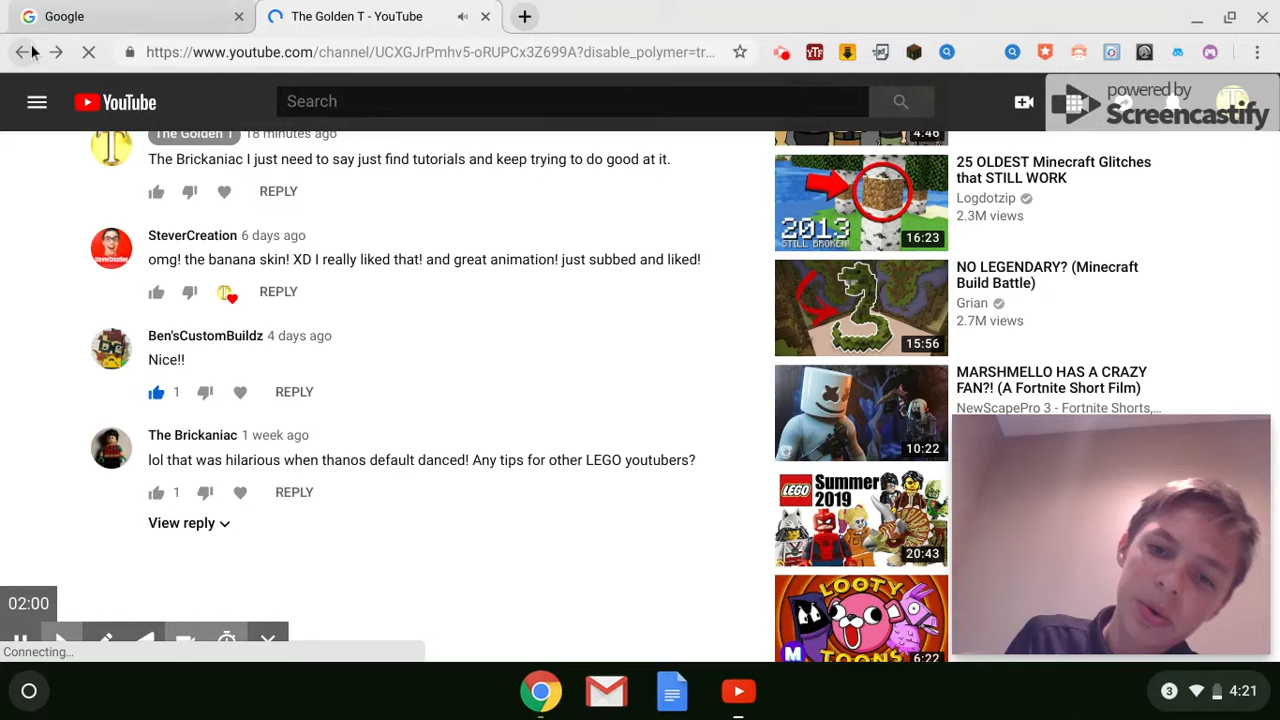 Google
The Golden T - YouTube
https://www.youtube.com/channel/UCXGJrPmhv5-oRUPCx3Z699A?disable_polymer=tr...
YTF
YouTube
Search
powered by
Screencastify
The Golden T 18 minutes ago
The Brickaniac I just need to say just find tutorials and keep trying to do good at it.
REPLY
SteverCreation 6 days ago
omg! the banana skin! XD I really liked that! and great animation! just subbed and liked!
REPLY
Ben'sCustomBuildz 4 days ago
Nice!!
1 REPLY
The Brickaniac 1 week ago
lol that was hilarious when thanos default danced! Any tips for other LEGO youtubers?
1 REPLY
View reply
4:46
2013
STILL BROKEN!
16:23
25 OLDEST Minecraft Glitches
that STILL WORK
Logdotzip
2.3M views
15:56
NO LEGENDARY? (Minecraft
Build Battle)
Grian
2.7M views
10:22
MARSHMELLO HAS A CRAZY
FAN?! (A Fortnite Short Film)
NewScapePro 3 - Fortnite Shorts,...
LEGO Summer
2019
20:43
LOOTY
TOONS
M
6:22
02:00
Connecting...
3 4:21